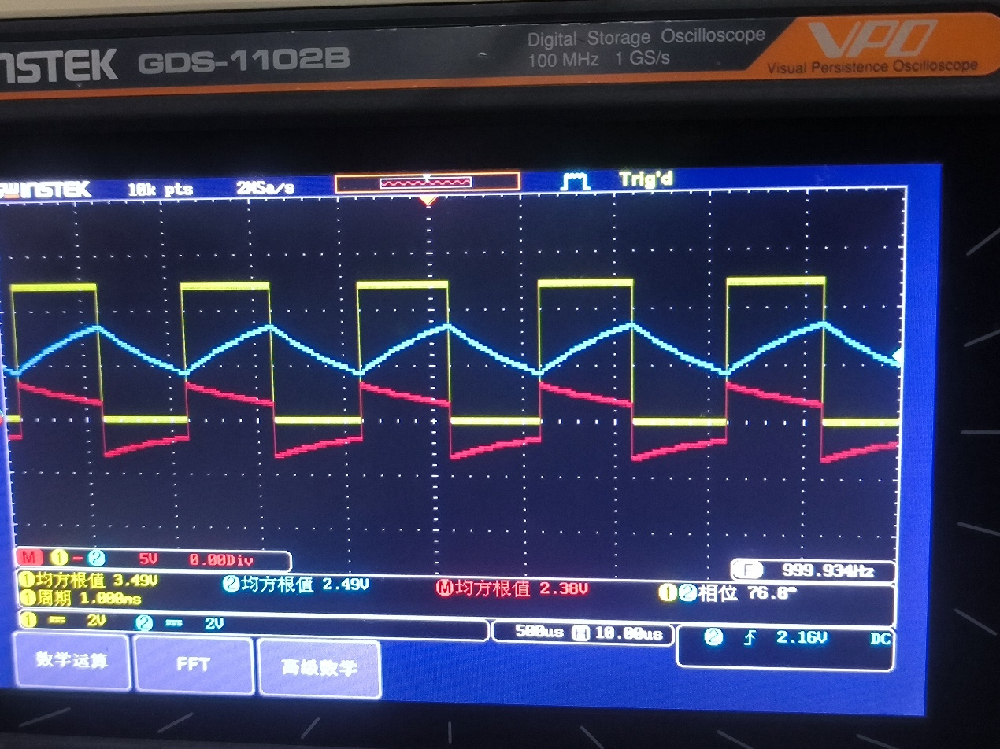 INSTEK GDS-1102B
Digital Storage Oscilloscope
100 MHz 1 GS/s
VPO
Visual Persistence Oscilloscope
INSTEK 10k pts 2MSa/s Trig'd
M 1 - 2 5V 0.00Div
F 999.934Hz
1 均方根值 3.49V 2 均方根值 2.49V M 均方根值 2.38V 1 2 相位 76.8°
1 周期 1.000ms
1 2V 2 2V 500us H 10.00us 2 2.16V DC
数学运算 FFT 高级数学